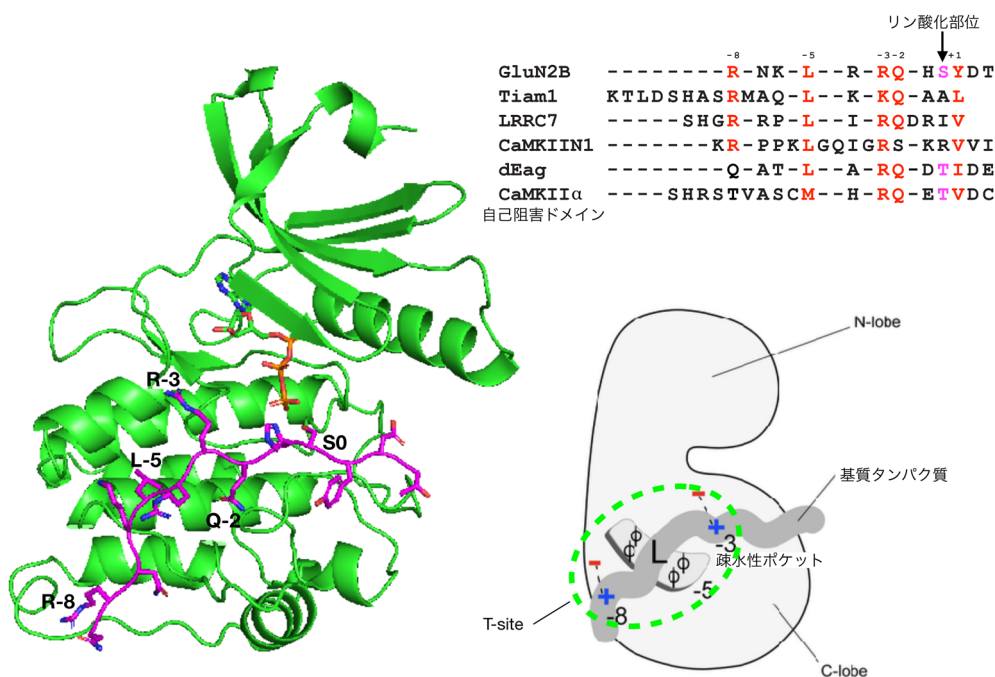 リン酸化部位
-8 -5 -3 -2 +1
GluN2B - - - - - - - R - NK - L - - R - RQ - HSYDT
Tiam1 KTLDSHASRMAQ - L - - K - KQ - AAL
LRRC7 - - - - SHGR - RP - L - - I - RQDRIV
CaMKIIN1 - - - - - - KR - PPKLGQIGRS - KRVVI
dEag - - - - - - - Q - AT - L - - A - RQ - DTIDE
CaMKIIα - - - SHRSTVASCM - - H - RQ - ETVDC
自己阻害ドメイン
R-3
L-5
S0
Q-2
R-8
N-lobe
基質タンパク質
-
+
-3
Φ Φ
L
疎水性ポケット
-
Φ Φ
-5
+
-8
T-site
C-lobe